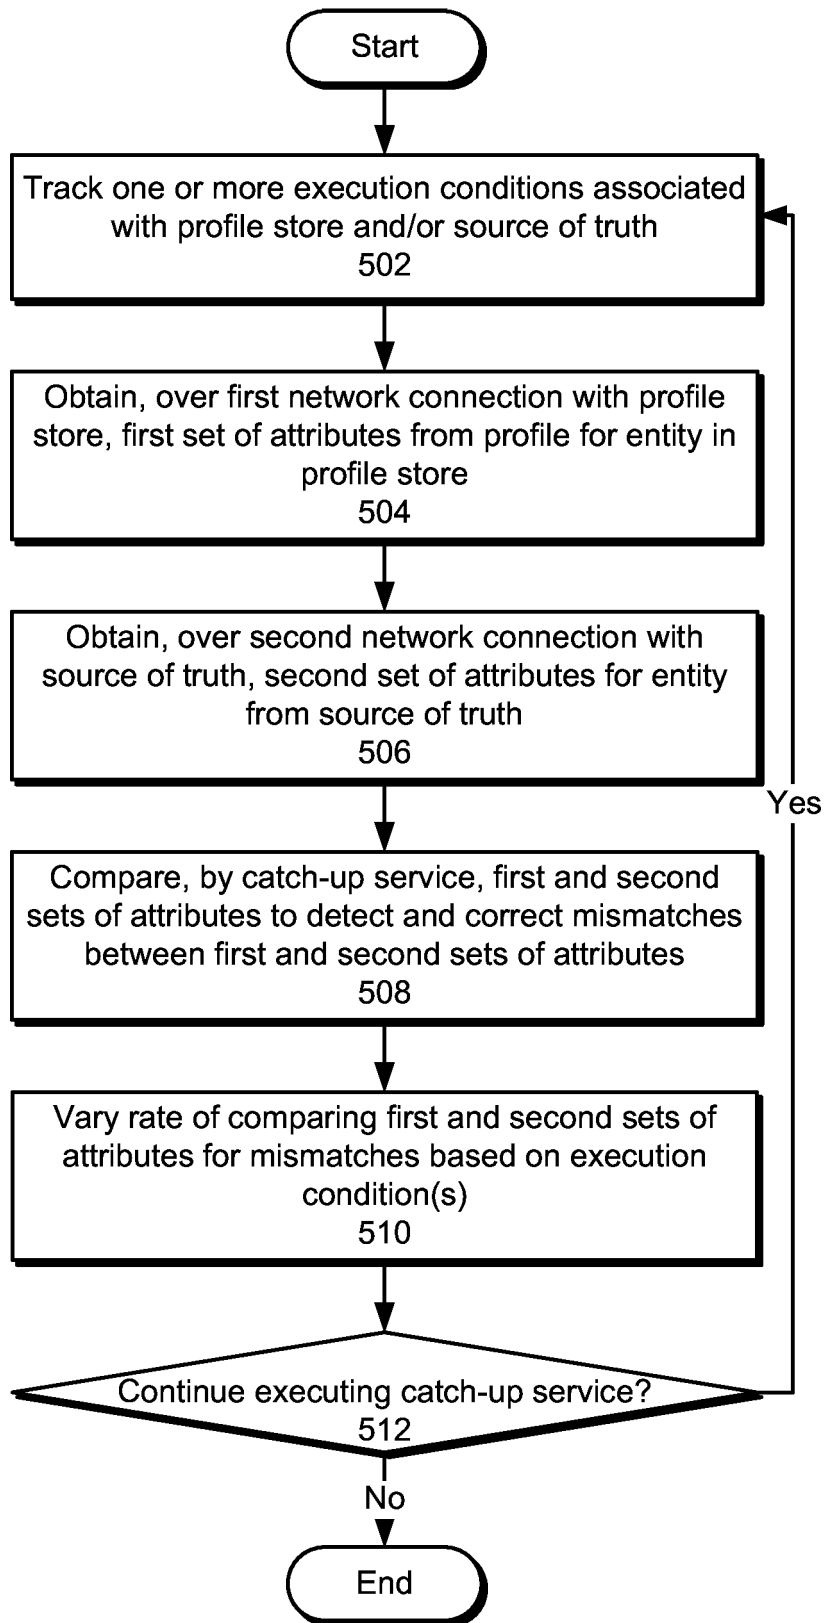 Start
Track one or more execution conditions associated
with profile store and/or source of truth
502
Obtain, over first network connection with profile
store, first set of attributes from profile for entity in
profile store
504
Obtain, over second network connection with
source of truth, second set of attributes for entity
from source of truth
506
Yes
Compare, by catch-up service, first and second
sets of attributes to detect and correct mismatches
between first and second sets of attributes
508
Vary rate of comparing first and second sets of
attributes for mismatches based on execution
condition(s)
510
Continue executing catch-up service?
512
No
End